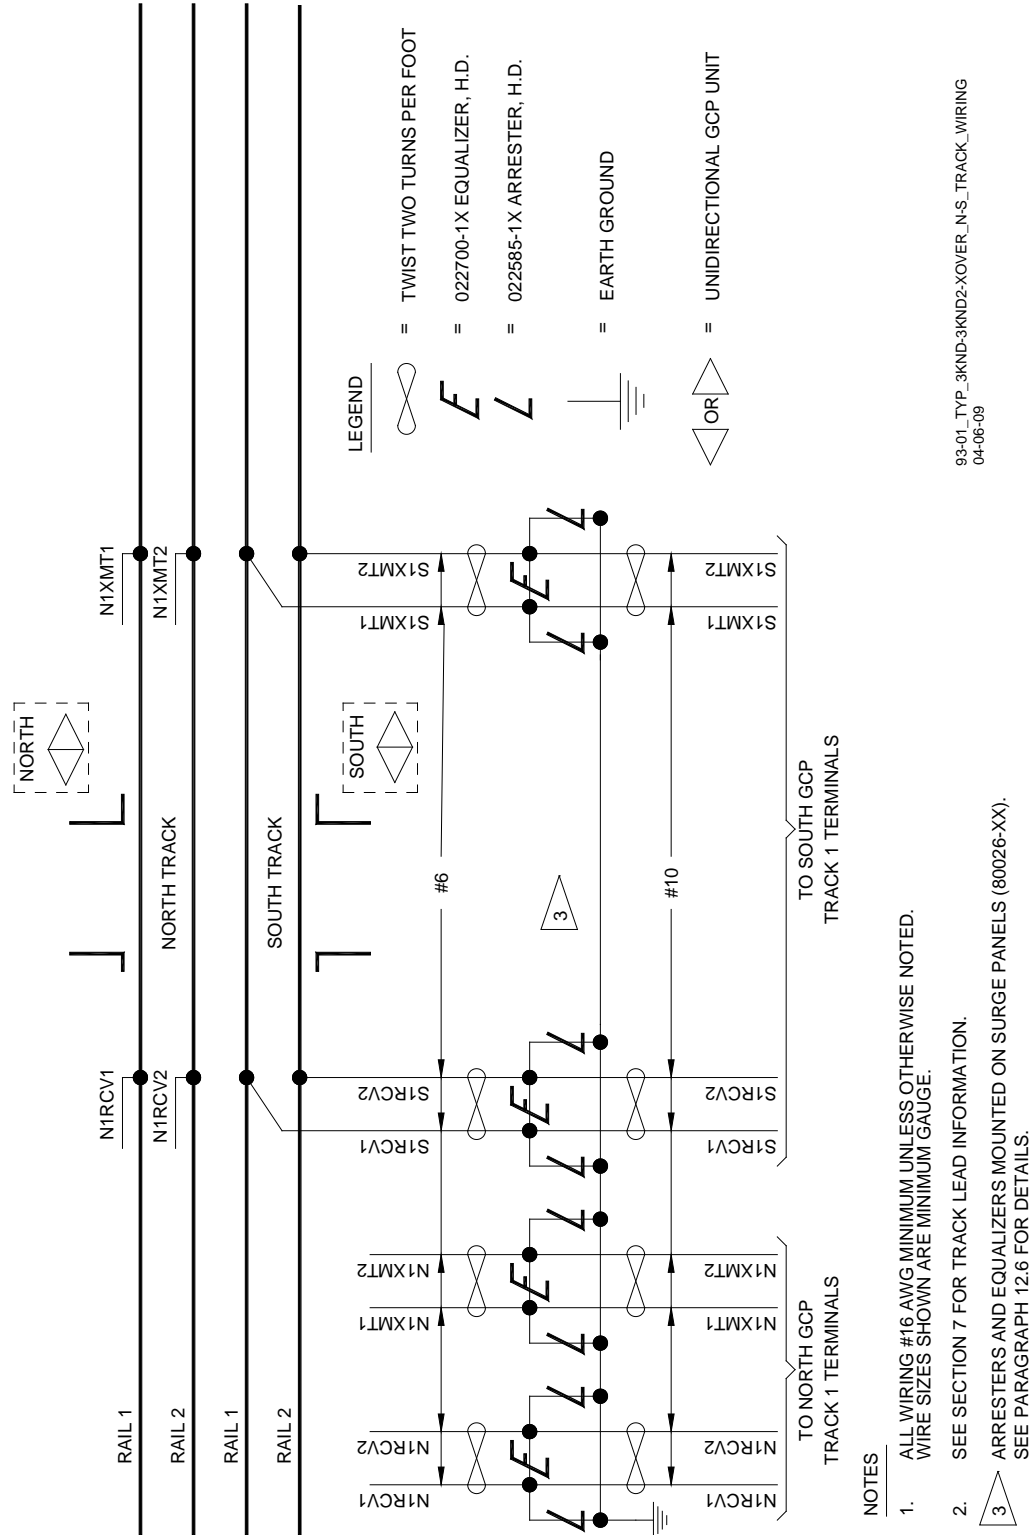 RAIL 1
RAIL 2
RAIL 1
RAIL 2
N1RCV1
N1RCV2
NORTH TRACK
SOUTH TRACK
NORTH
SOUTH
N1XMT1
N1XMT2
N1RCV1
N1RCV2
N1XMT1
N1XMT2
S1RCV1
S1RCV2
S1XMT1
S1XMT2
#6
3
#10
N1RCV1
N1RCV2
N1XMT1
N1XMT2
S1RCV1
S1RCV2
S1XMT1
S1XMT2
TO NORTH GCP
TRACK 1 TERMINALS
TO SOUTH GCP
TRACK 1 TERMINALS
LEGEND
= TWIST TWO TURNS PER FOOT
= 022700-1X EQUALIZER, H.D.
= 022585-1X ARRESTER, H.D.
= EARTH GROUND
OR = UNIDIRECTIONAL GCP UNIT
NOTES
1. ALL WIRING #16 AWG MINIMUM UNLESS OTHERWISE NOTED.
WIRE SIZES SHOWN ARE MINIMUM GAUGE.
2. SEE SECTION 7 FOR TRACK LEAD INFORMATION.
3 ARRESTERS AND EQUALIZERS MOUNTED ON SURGE PANELS (80026-XX).
SEE PARAGRAPH 12.6 FOR DETAILS.
93-01_TYP_3KND-3KND2-XOVER_N-S_TRACK_WIRING
04-06-09